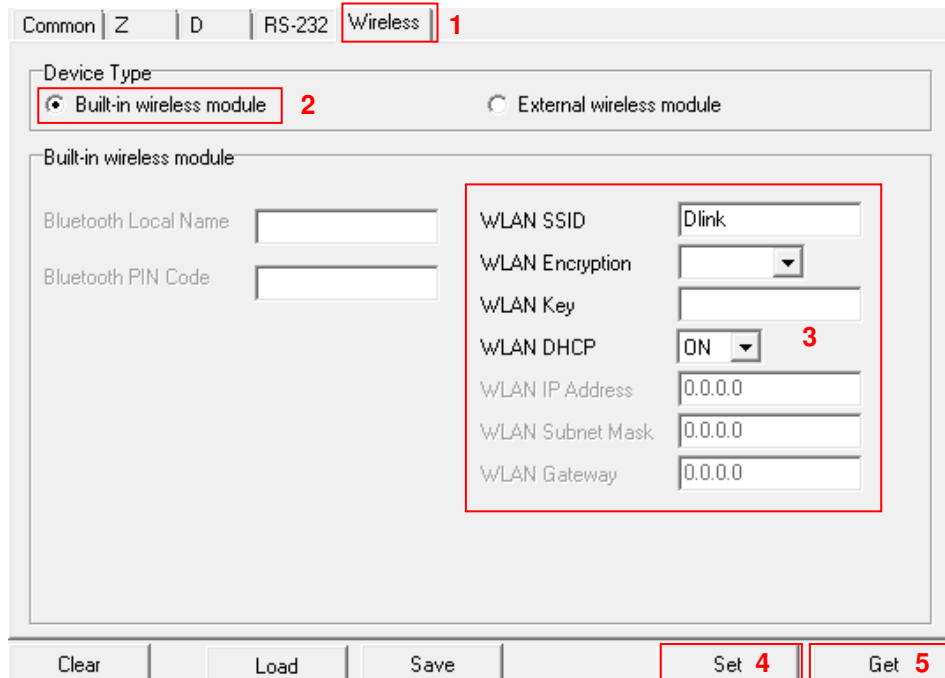 Common Z D RS-232 Wireless 1
Device Type
Built-in wireless module 2 External wireless module
Built-in wireless module
Bluetooth Local Name
Bluetooth PIN Code
WLAN SSID Dlink
WLAN Encryption
WLAN Key
WLAN DHCP ON 3
WLAN IP Address 0.0.0.0
WLAN Subnet Mask 0.0.0.0
WLAN Gateway 0.0.0.0
Clear Load Save Set 4 Get 5